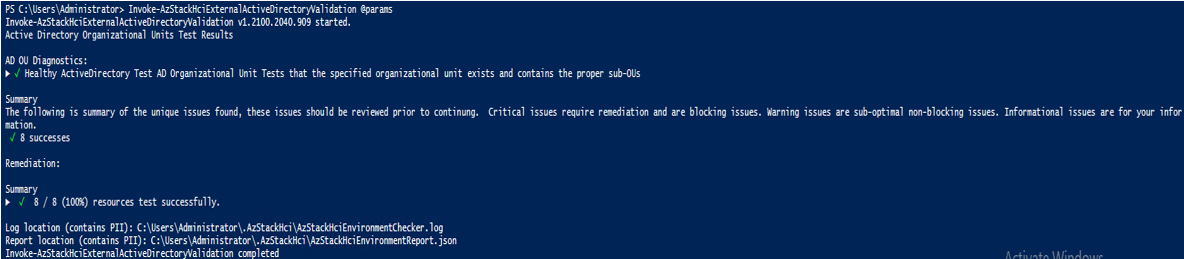 PS C:\Users\Administrator> Invoke-AzStackHciExternalActiveDirectoryValidation @params
Invoke-AzStackHciExternalActiveDirectoryValidation v1.2100.2040.909 started.
Active Directory Organizational Units Test Results
AD OU Diagnostics:
▶ √ Healthy ActiveDirectory Test AD Organizational Unit Tests that the specified organizational unit exists and contains the proper sub-OUs
Summary
The following is summary of the unique issues found, these issues should be reviewed prior to continung.  Critical issues require remediation and are blocking issues. Warning issues are sub-optimal non-blocking issues. Informational issues are for your infor
mation.
√ 8 successes
Remediation:
Summary
▶ √ 8 / 8 (100%) resources test successfully.
Log location (contains PII): C:\Users\Administrator\.AzStackHci\AzStackHciEnvironmentChecker.log
Report location (contains PII): C:\Users\Administrator\.AzStackHci\AzStackHciEnvironmentReport.json
Invoke-AzStackHciExternalActiveDirectoryValidation completed
Activate Windows